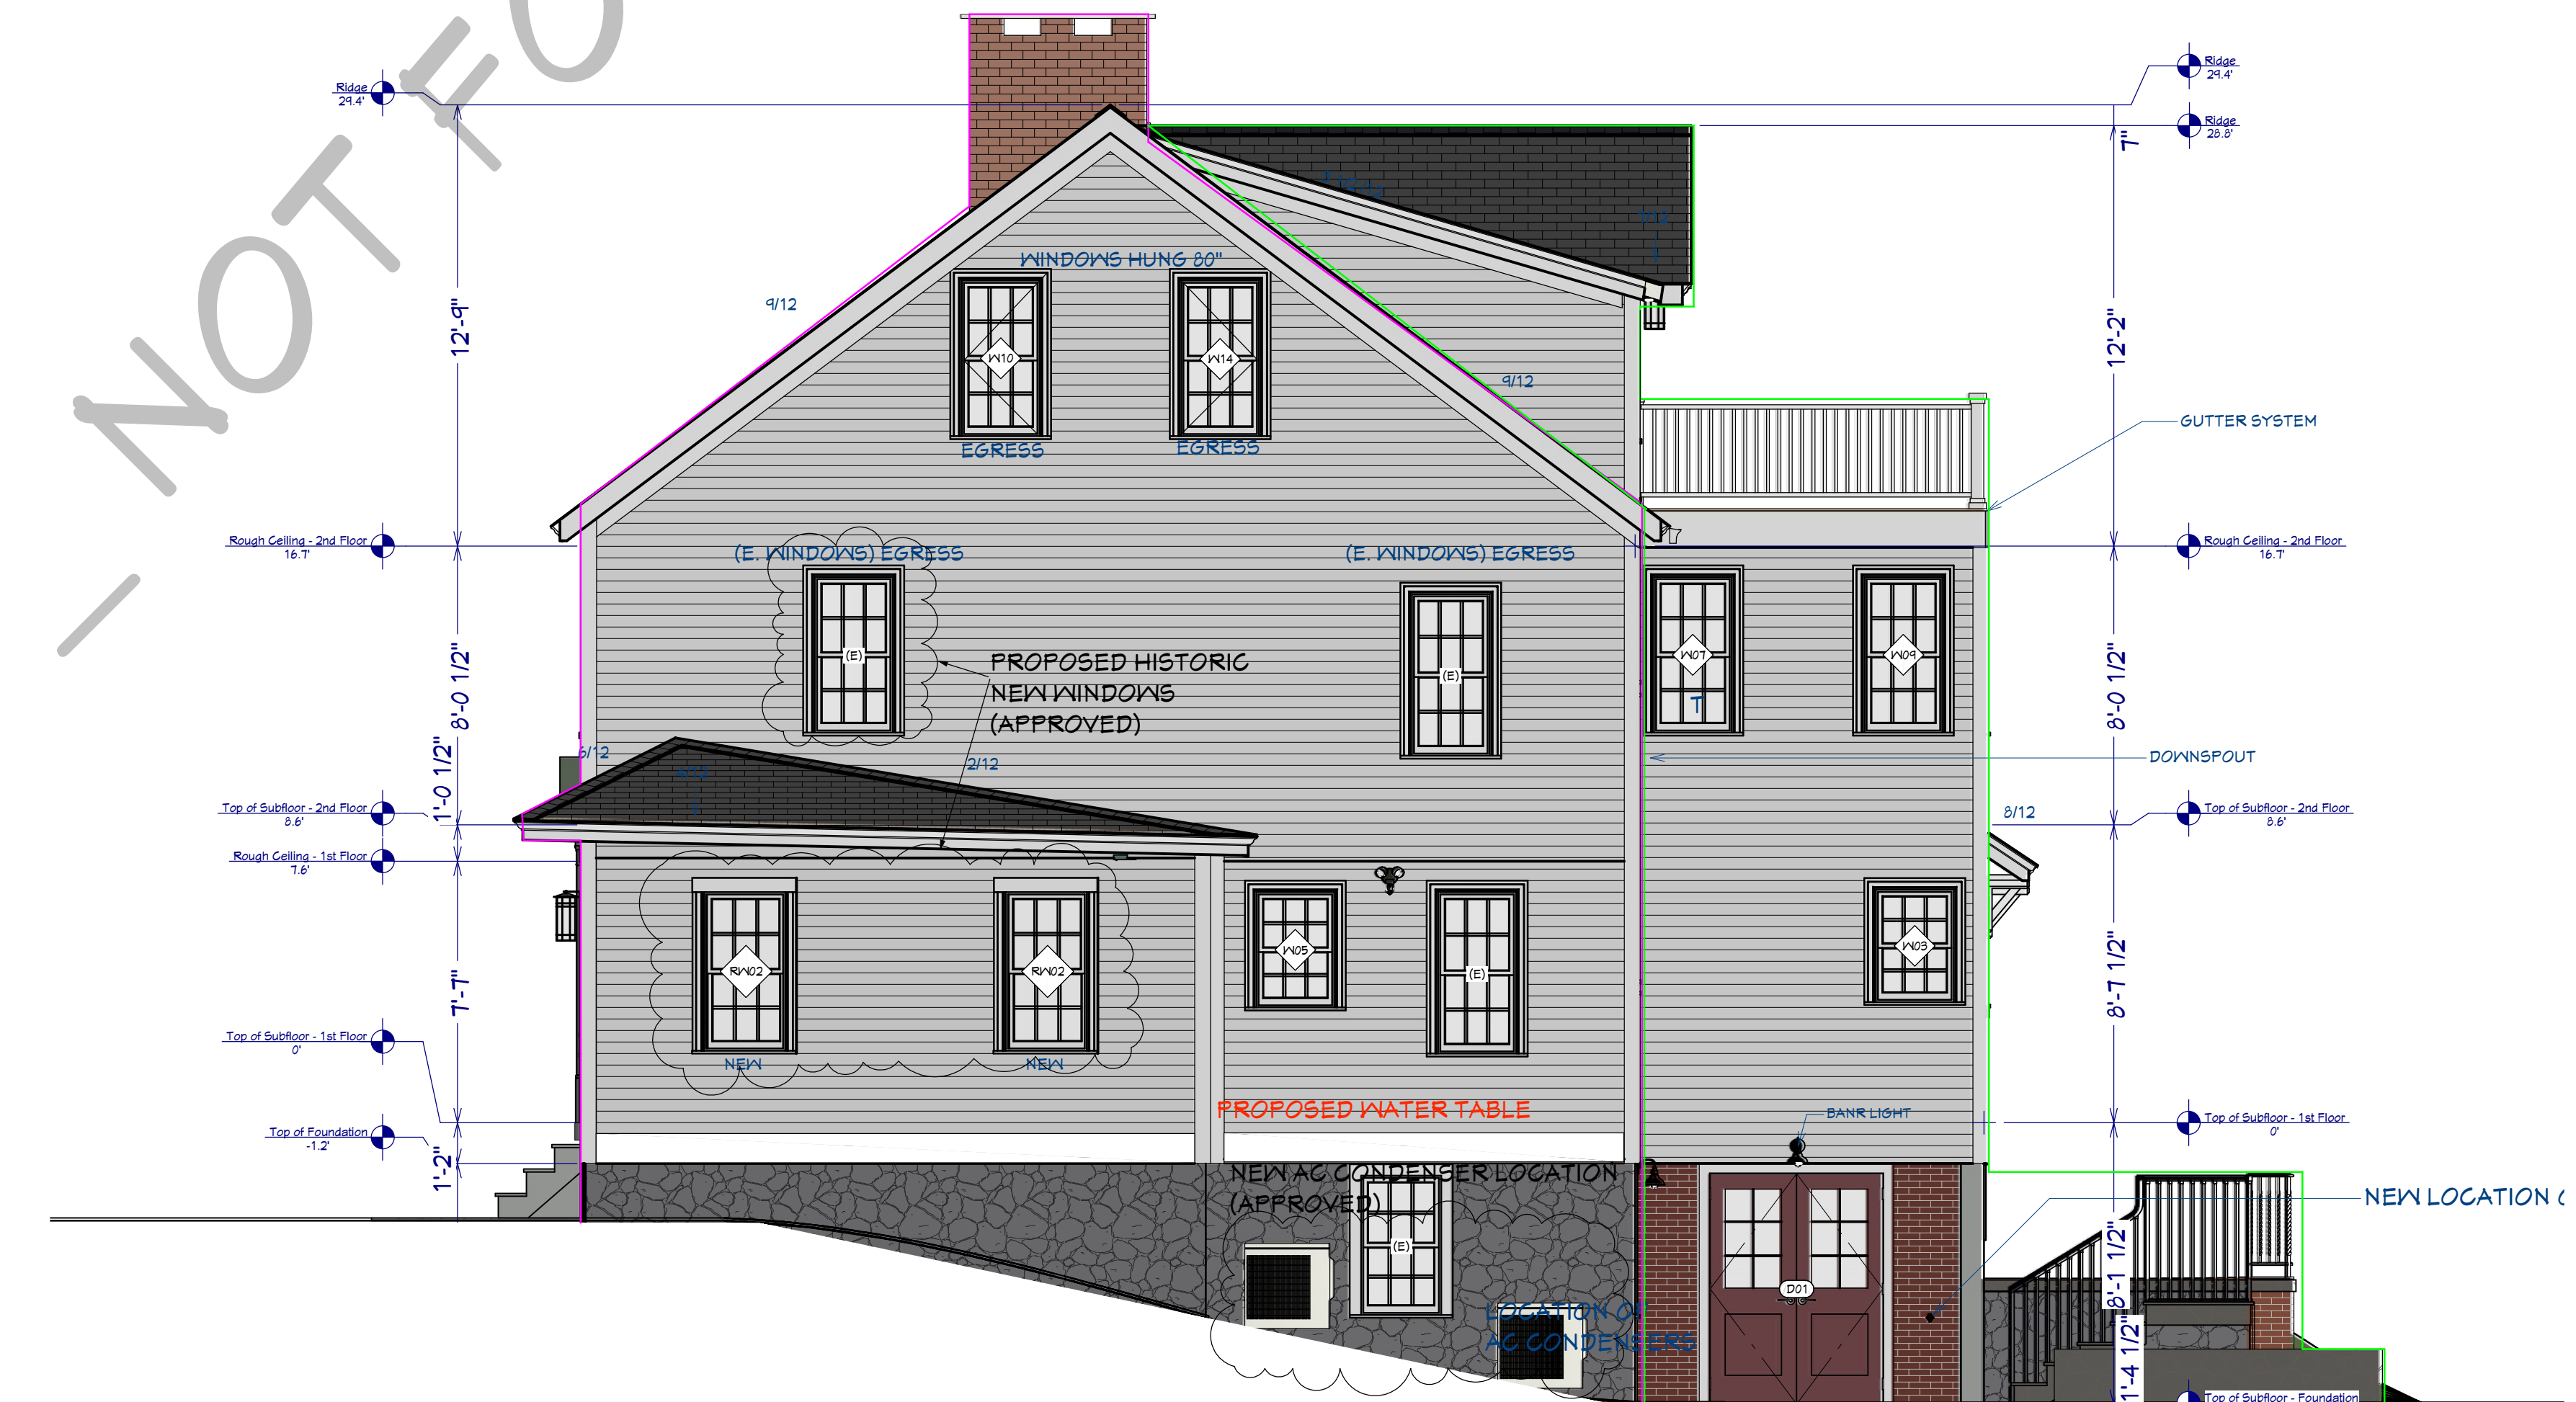 - NOT FO
Ridge
29.4'
Ridge
29.4'
Ridge
28.8'
7"
12'-9"
12'-2"
WINDOWS HUNG 80"
9/12
9/12
W10
W14
EGRESS
EGRESS
GUTTER SYSTEM
Rough Ceiling - 2nd Floor
16.7'
Rough Ceiling - 2nd Floor
16.7'
(E. WINDOWS) EGRESS
(E. WINDOWS) EGRESS
(E)
(E)
W07
W09
T
8'-0 1/2"
8'-0 1/2"
PROPOSED HISTORIC
NEW WINDOWS
(APPROVED)
DOWNSPOUT
2/12
4/12
8/12
1'-0 1/2"
Top of Subfloor - 2nd Floor
8.6'
Top of Subfloor - 2nd Floor
8.6'
Rough Ceiling - 1st Floor
7.6'
7'-7"
8'-7 1/2"
RW02
RW02
W05
(E)
W03
NEW
NEW
Top of Subfloor - 1st Floor
0'
Top of Subfloor - 1st Floor
0'
PROPOSED WATER TABLE
BANR LIGHT
Top of Foundation
-1.2'
1'-2"
NEW AC CONDENSER LOCATION
(APPROVED)
NEW LOCATION
(E)
D01
LOCATION O
AC CONDENSERS
8'-1 1/2"
1'-4 1/2"
Top of Subfloor - Foundation